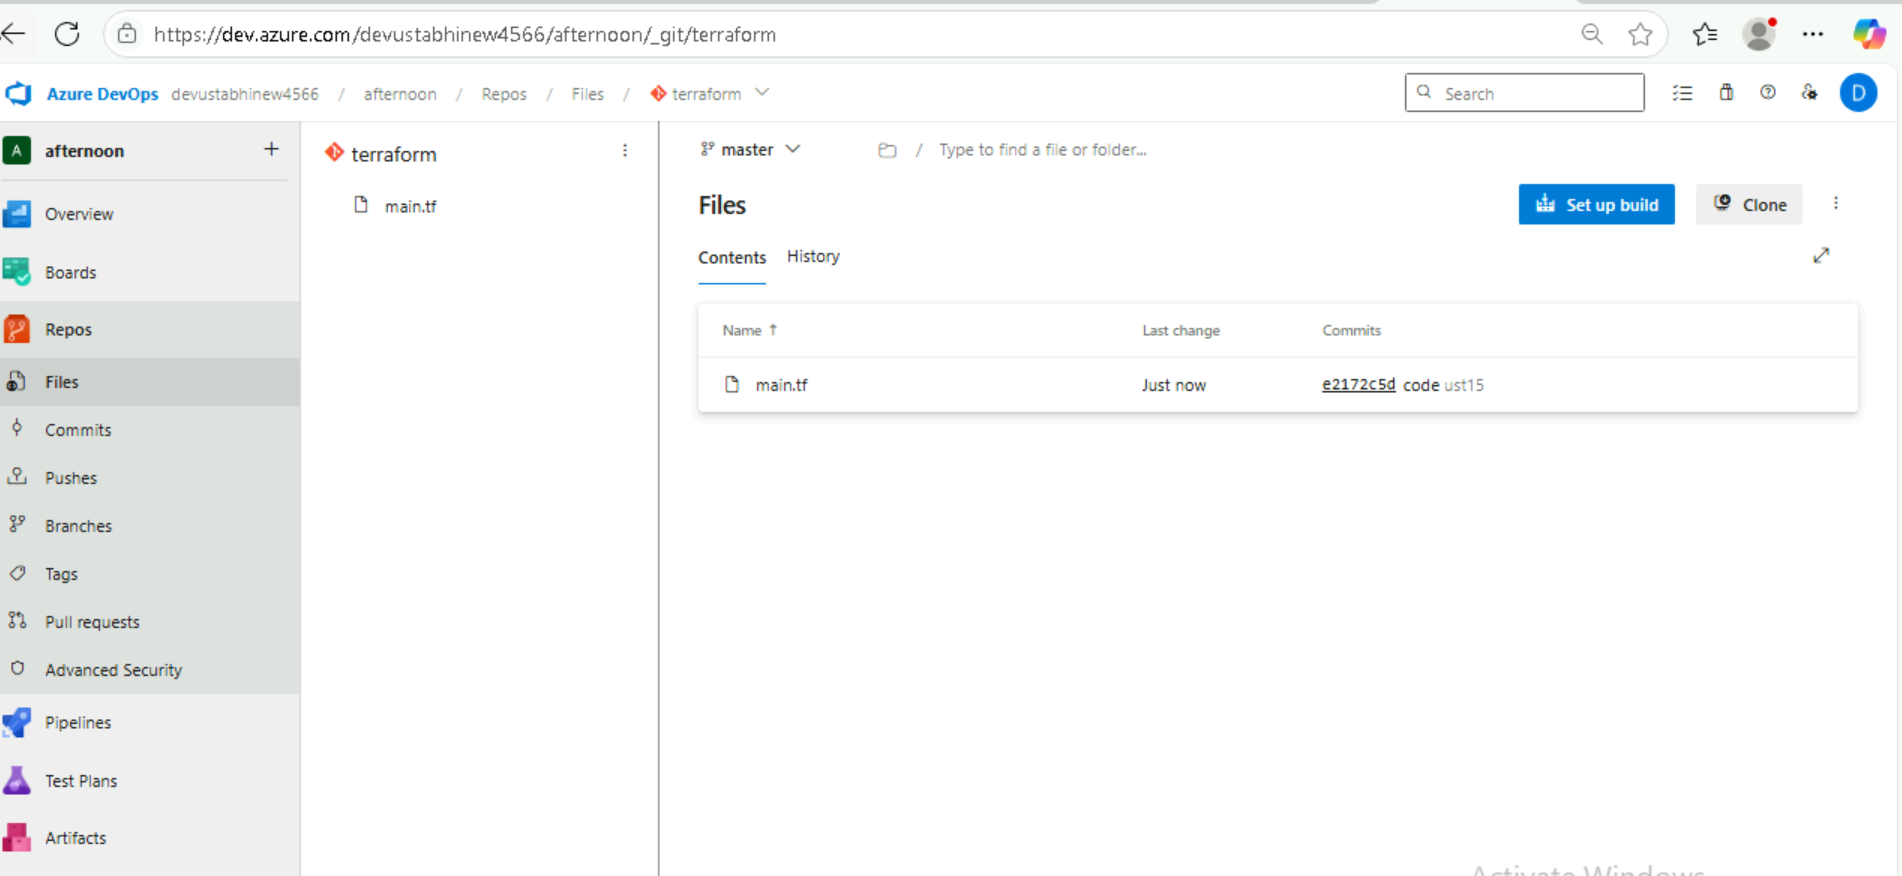 https://dev.azure.com/devustabhinew4566/afternoon/_git/terraform
Azure DevOps devustabhinew4566 / afternoon / Repos / Files / terraform
Search
D
A afternoon +
Overview
Boards
Repos
Files
Commits
Pushes
Branches
Tags
Pull requests
Advanced Security
Pipelines
Test Plans
Artifacts
terraform
main.tf
master
/ Type to find a file or folder...
Files
Set up build
Clone
Contents History
Name ↑ Last change Commits
main.tf Just now e2172c5d code ust15
Activate Windows